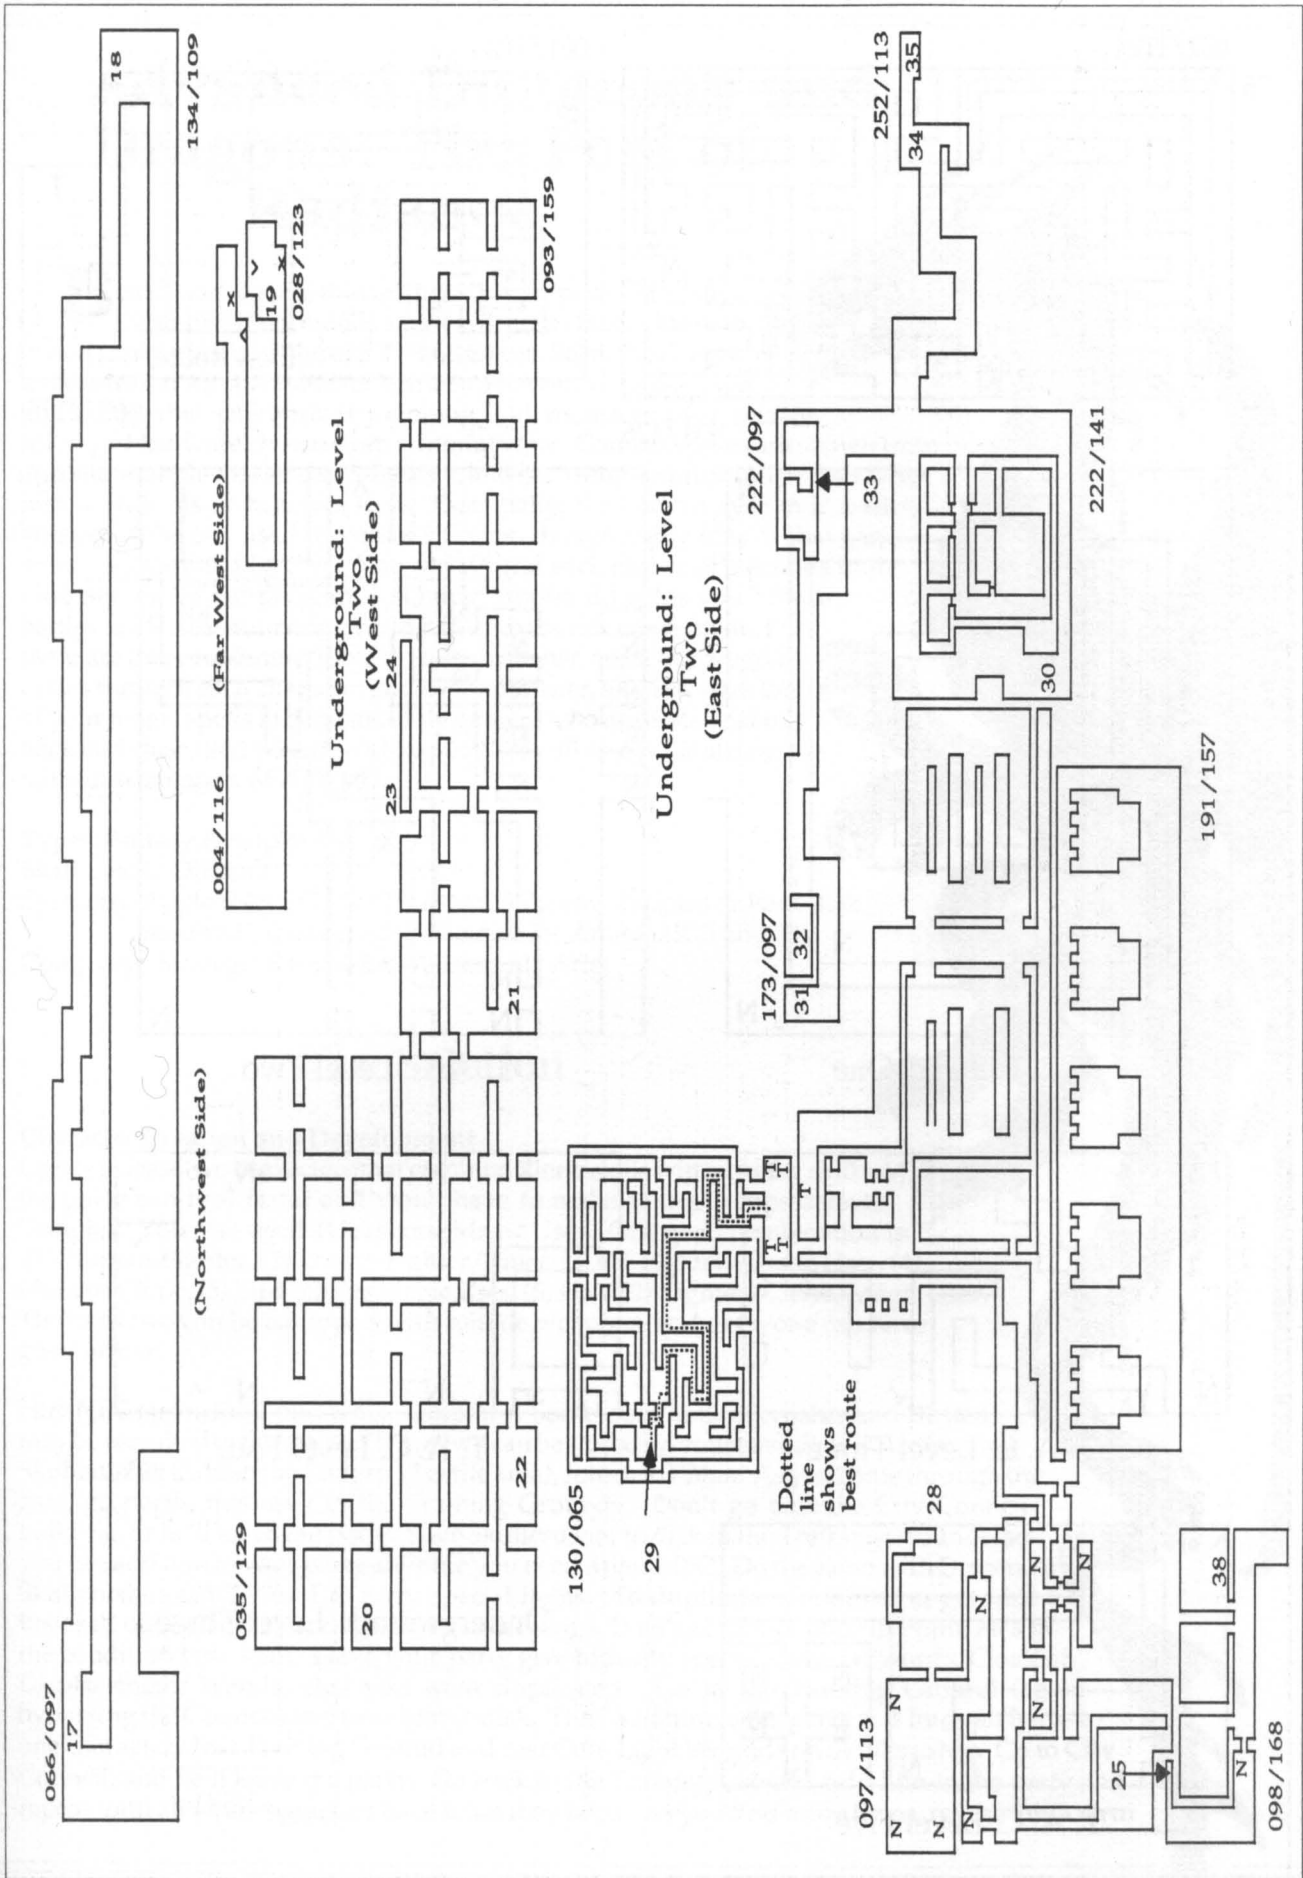 066/097
17
18
134/109
(Northwest Side)
004/116
(Far West Side)
x
^
v
19
x
028/123
Underground: Level
Two
(West Side)
035/129
20
22
21
23
24
093/159
Underground: Level
Two
(East Side)
130/065
29
Dotted
line
shows
best route
T
T
T
T
T
173/097
31
32
222/097
33
252/113
34
35
30
222/141
191/157
28
097/113
N
N
N
N
N
N
N
N
N
25
N
38
098/168